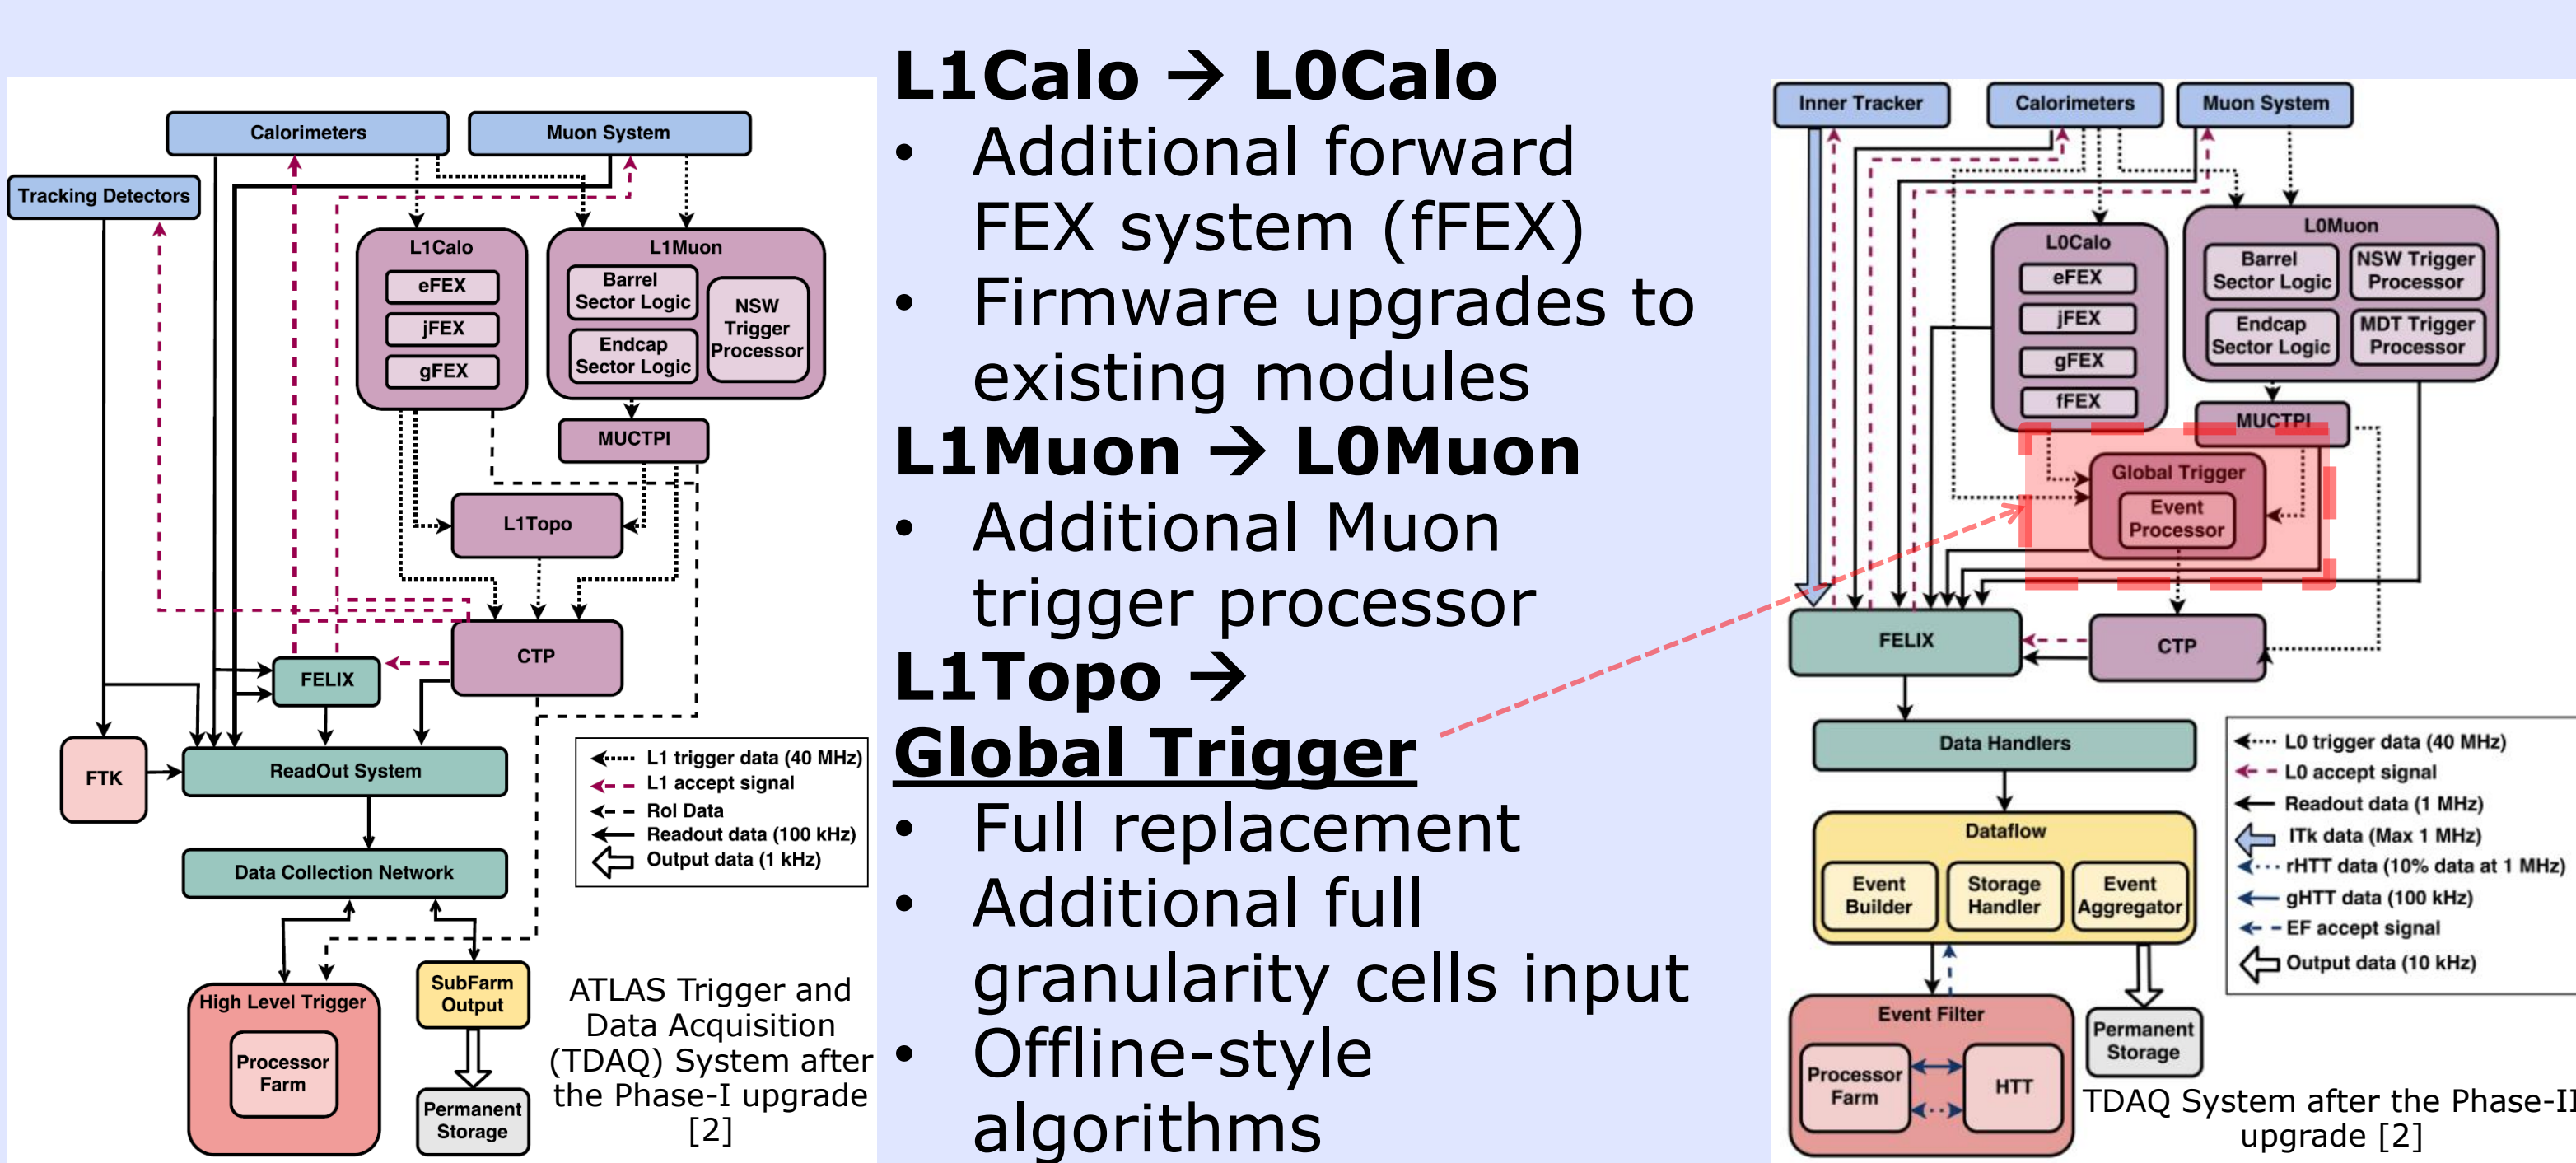 Calorimeters
Muon System
Tracking Detectors
L1Calo
eFEX
jFEX
gFEX
L1Muon
Barrel
Sector Logic
Endcap
Sector Logic
NSW
Trigger
Processor
MUCTPI
L1Topo
CTP
FELIX
FTK
ReadOut System
Data Collection Network
L1 trigger data (40 MHz)
L1 accept signal
RoI Data
Readout data (100 kHz)
Output data (1 kHz)
High Level Trigger
Processor
Farm
SubFarm
Output
Permanent
Storage
ATLAS Trigger and
Data Acquisition
(TDAQ) System after
the Phase-I upgrade
[2]
L1Calo → L0Calo
• Additional forward
FEX system (fFEX)
• Firmware upgrades to
existing modules
L1Muon → L0Muon
• Additional Muon
trigger processor
L1Topo →
Global Trigger
• Full replacement
• Additional full
granularity cells input
• Offline-style
algorithms
Inner Tracker
Calorimeters
Muon System
L0Calo
eFEX
jFEX
gFEX
fFEX
L0Muon
Barrel
Sector Logic
NSW Trigger
Processor
Endcap
Sector Logic
MDT Trigger
Processor
MUCTPI
Global Trigger
Event
Processor
FELIX
CTP
Data Handlers
Dataflow
Event
Builder
Storage
Handler
Event
Aggregator
L0 trigger data (40 MHz)
L0 accept signal
Readout data (1 MHz)
ITk data (Max 1 MHz)
rHTT data (10% data at 1 MHz)
gHTT data (100 kHz)
EF accept signal
Output data (10 kHz)
Event Filter
Processor
Farm
HTT
Permanent
Storage
TDAQ System after the Phase-II
upgrade [2]